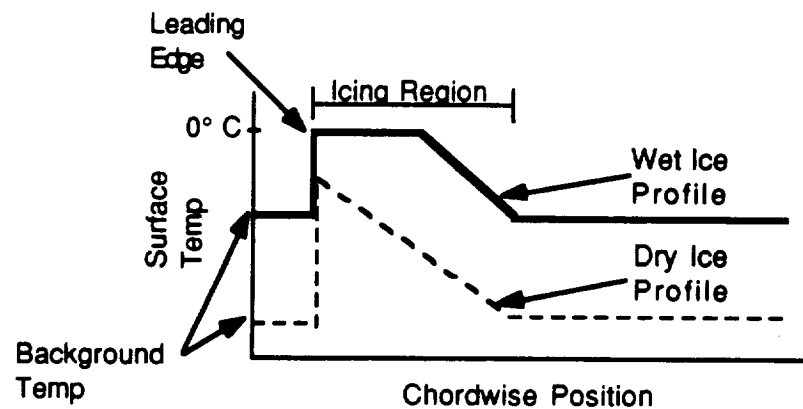 Leading
Edge
Icing Region
0° C
Wet Ice
Profile
Surface
Temp
Dry Ice
Profile
Background
Temp
Chordwise Position